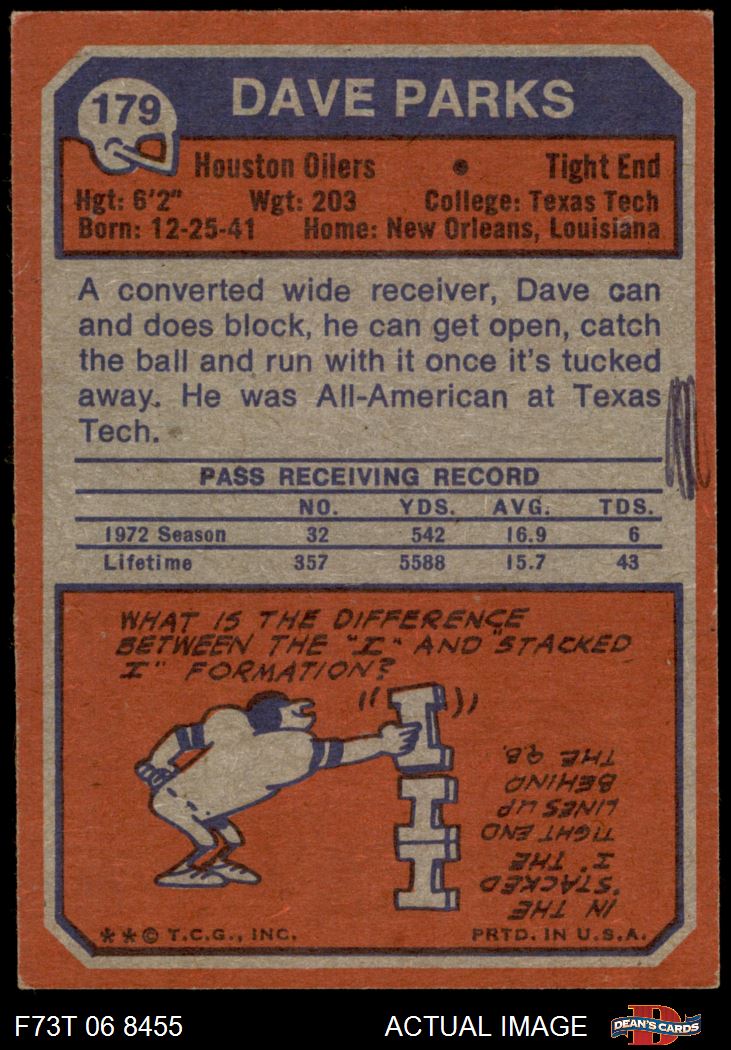 179
DAVE PARKS
Houston Oilers • Tight End
Hgt: 6'2" Wgt: 203 College: Texas Tech
Born: 12-25-41 Home: New Orleans, Louisiana
A converted wide receiver, Dave can
and does block, he can get open, catch
the ball and run with it once it's tucked
away. He was All-American at Texas
Tech.
PASS RECEIVING RECORD
NO. YDS. AVG. TDS.
1972 Season 32 542 16.9 6
Lifetime 357 5588 15.7 43
WHAT IS THE DIFFERENCE
BETWEEN THE "I" AND "STACKED
I" FORMATION?
I
I
I
IN THE
"STACKED
I", THE
TIGHT END
LINES UP
BEHIND
THE Q.B.
**© T.C.G., INC. PRTD. IN U.S.A.
F73T 06 8455 ACTUAL IMAGE
D
DEAN'S CARDS